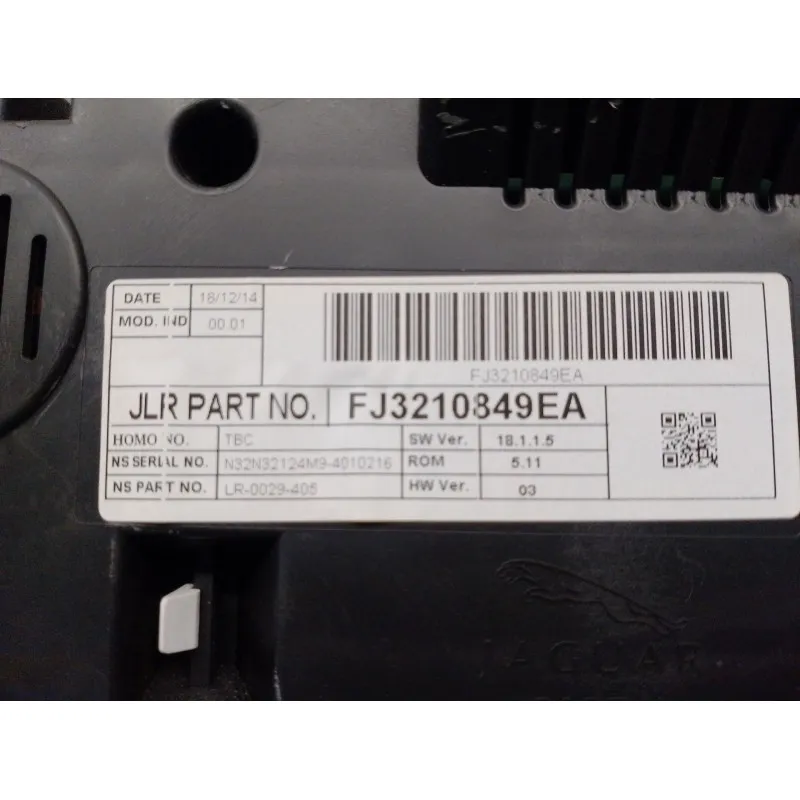 DATE 16/12/14
MOD. IND 00.01
FJ3210849EA
JLR PART NO. FJ3210849EA
HOMO NO. TBC SW Ver. 18.1.1.5
NS SERIAL NO. N32N32124M9-4010216 ROM 5.11
NS PART NO. LR-0029-405 HW Ver. 03
JAGUAR